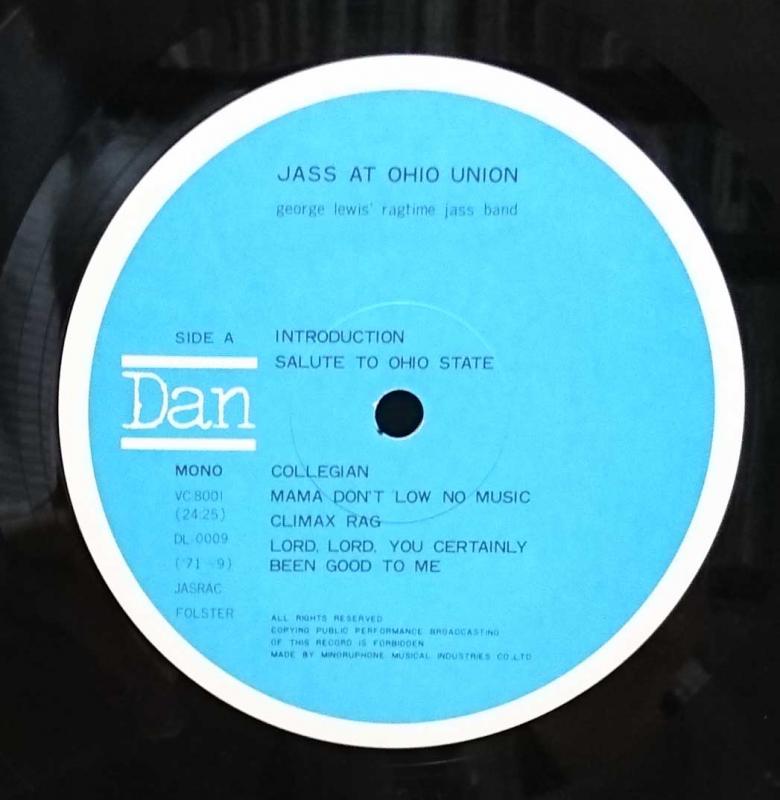 JASS AT OHIO UNION
george lewis' ragtime jass band
SIDE A
INTRODUCTION
SALUTE TO OHIO STATE
Dan
MONO
COLLEGIAN
VC 8001
MAMA DON'T LOW NO MUSIC
(24:25)
CLIMAX RAG
DL-0009
LORD, LORD, YOU CERTAINLY
('71-9)
BEEN GOOD TO ME
JASRAC
FOLSTER
ALL RIGHTS RESERVED
COPYING PUBLIC PERFORMANCE BROADCASTING
OF THIS RECORD IS FORBIDDEN
MADE BY MINORUPHONE MUSICAL INDUSTRIES CO.,LTD